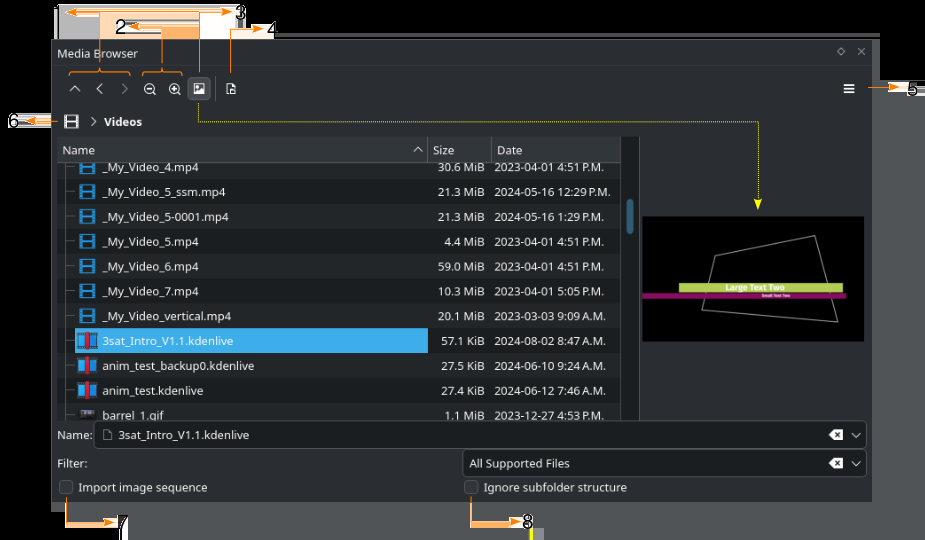 3
2
4
Media Browser
5
6
Videos
Name Size Date
_My_Video_4.mp4 30.6 MiB 2023-04-01 4:51 P.M.
_My_Video_5_ssm.mp4 21.3 MiB 2024-05-16 12:29 P.M.
_My_Video_5-0001.mp4 21.3 MiB 2024-05-16 1:29 P.M.
_My_Video_5.mp4 4.4 MiB 2023-04-01 4:51 P.M.
_My_Video_6.mp4 59.0 MiB 2023-04-01 4:51 P.M.
_My_Video_7.mp4 10.3 MiB 2023-04-01 5:05 P.M.
_My_Video_vertical.mp4 20.1 MiB 2023-03-03 9:09 A.M.
3sat_Intro_V1.1.kdenlive 57.1 KiB 2024-08-02 8:47 A.M.
anim_test_backup0.kdenlive 27.5 KiB 2024-06-10 9:24 A.M.
anim_test.kdenlive 27.4 KiB 2024-06-12 7:46 A.M.
barrel_1.gif 1.1 MiB 2023-12-27 4:53 P.M.
Large Text Two
Small Text Two
Name: 3sat_Intro_V1.1.kdenlive
Filter: All Supported Files
Import image sequence Ignore subfolder structure
7 8